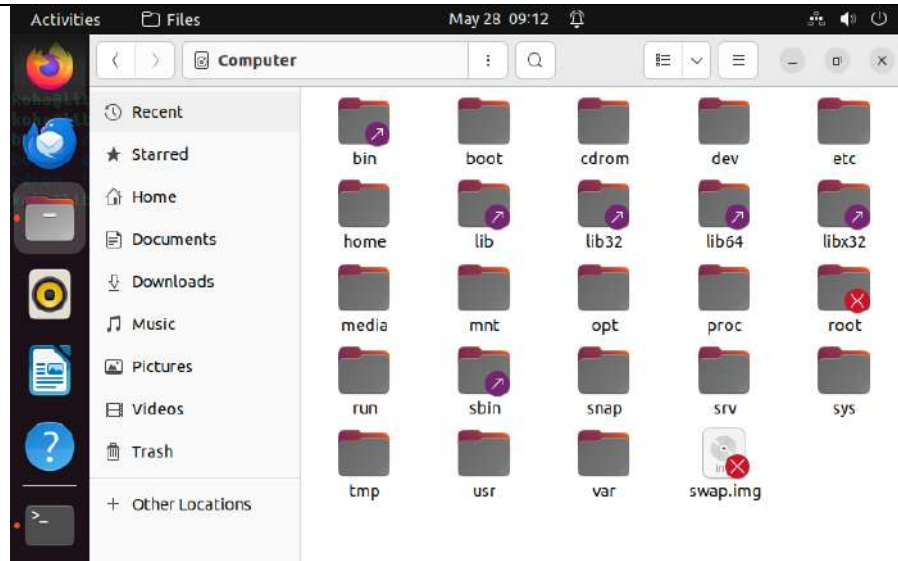 Activities Files May 28 09:12
Computer
Recent
Starred
Home
Documents
Downloads
Music
Pictures
Videos
Trash
+ Other Locations
bin boot cdrom dev etc
home lib lib32 lib64 libx32
media mnt opt proc root
run sbin snap srv sys
tmp usr var swap.img